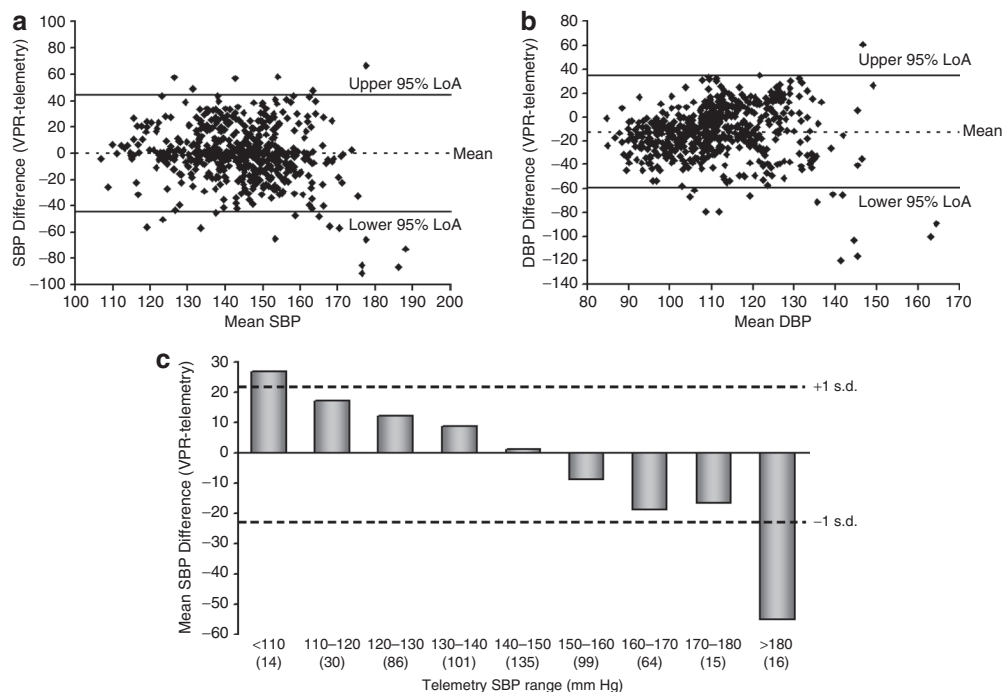 a
100
80
60
40
20
0
−20
−40
−60
−80
−100
SBP Difference (VPR-telemetry)
Upper 95% LoA
Mean
Lower 95% LoA
100 110 120 130 140 150 160 170 180 190 200
Mean SBP
b
80
60
40
20
0
−20
−40
−60
−80
−100
−120
−140
DBP Difference (VPR-telemetry)
Upper 95% LoA
Mean
Lower 95% LoA
80 90 100 110 120 130 140 150 160 170
Mean DBP
c
30
20
10
0
−10
−20
−30
−40
−50
−60
Mean SBP Difference (VPR-telemetry)
+1 s.d.
−1 s.d.
<110 110–120 120–130 130–140 140–150 150–160 160–170 170–180 >180
(14) (30) (86) (101) (135) (99) (64) (15) (16)
Telemetry SBP range (mm Hg)